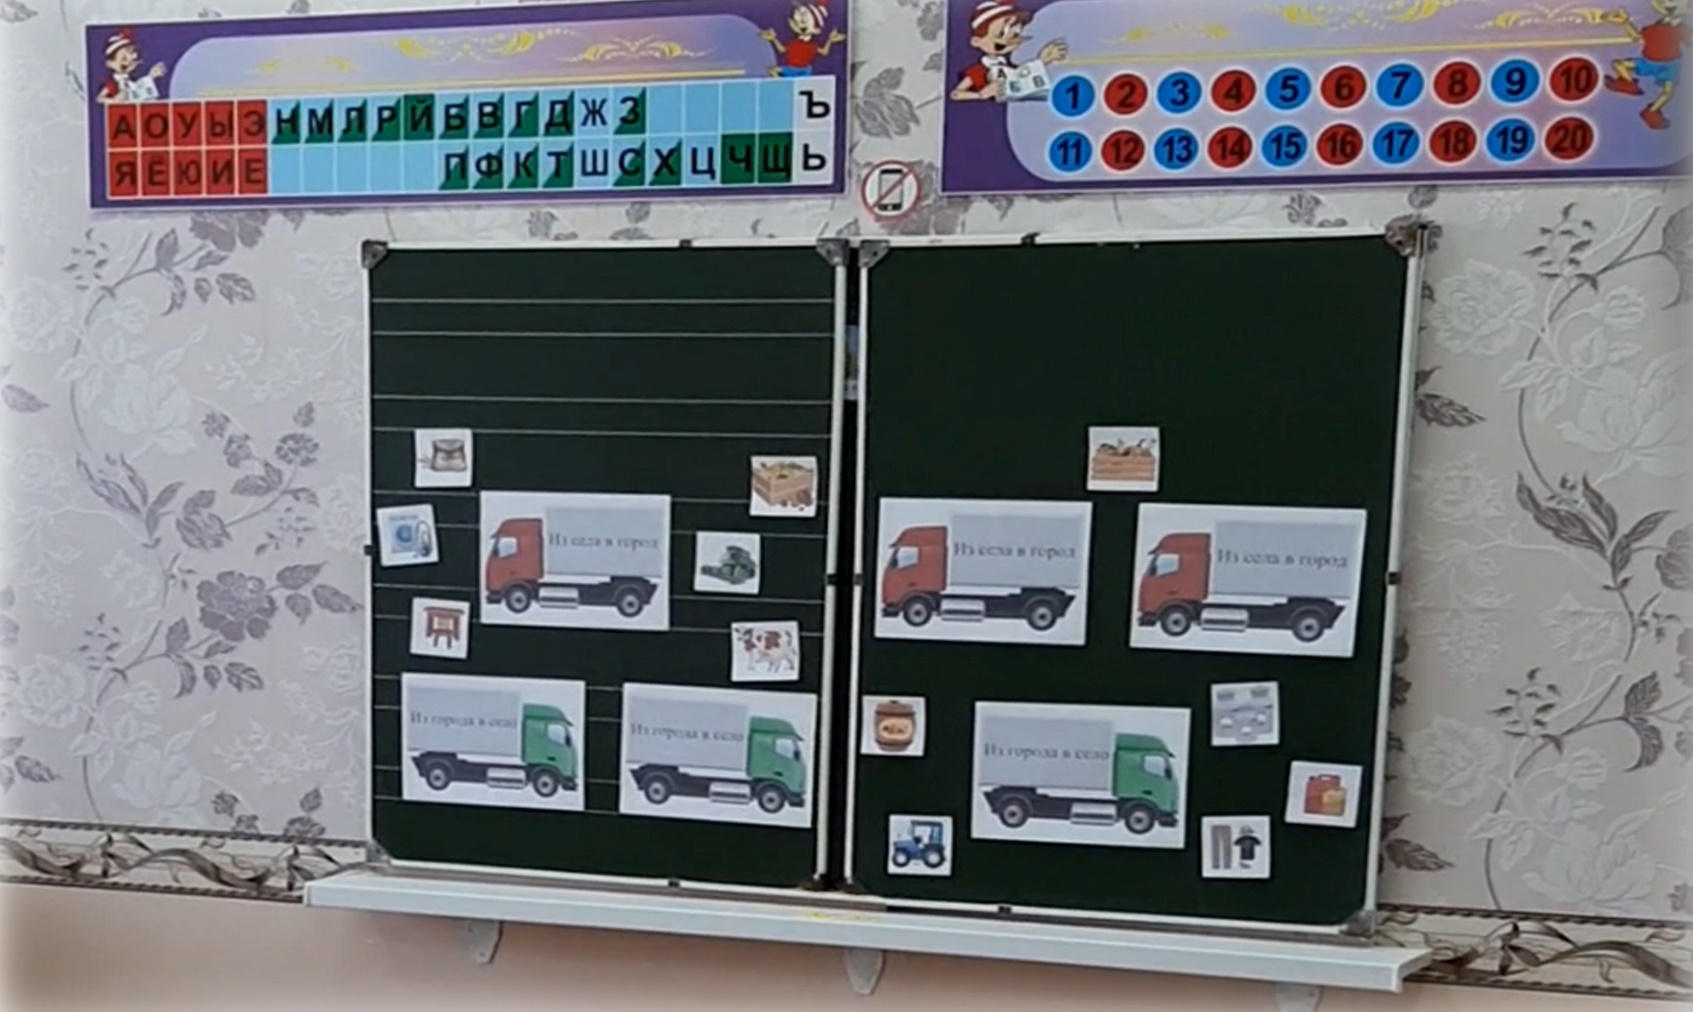 А О У Ы Э Н М Л Р Й Б В Г Д Ж З Ъ
Я Ё Ю И Е П Ф К Т Ш С Х Ц Ч Щ Ь
1 2 3 4 5 6 7 8 9 10
11 12 13 14 15 16 17 18 19 20
Из села в город
Из города в село
Из города в село
Из села в город
Из села в город
Из города в село